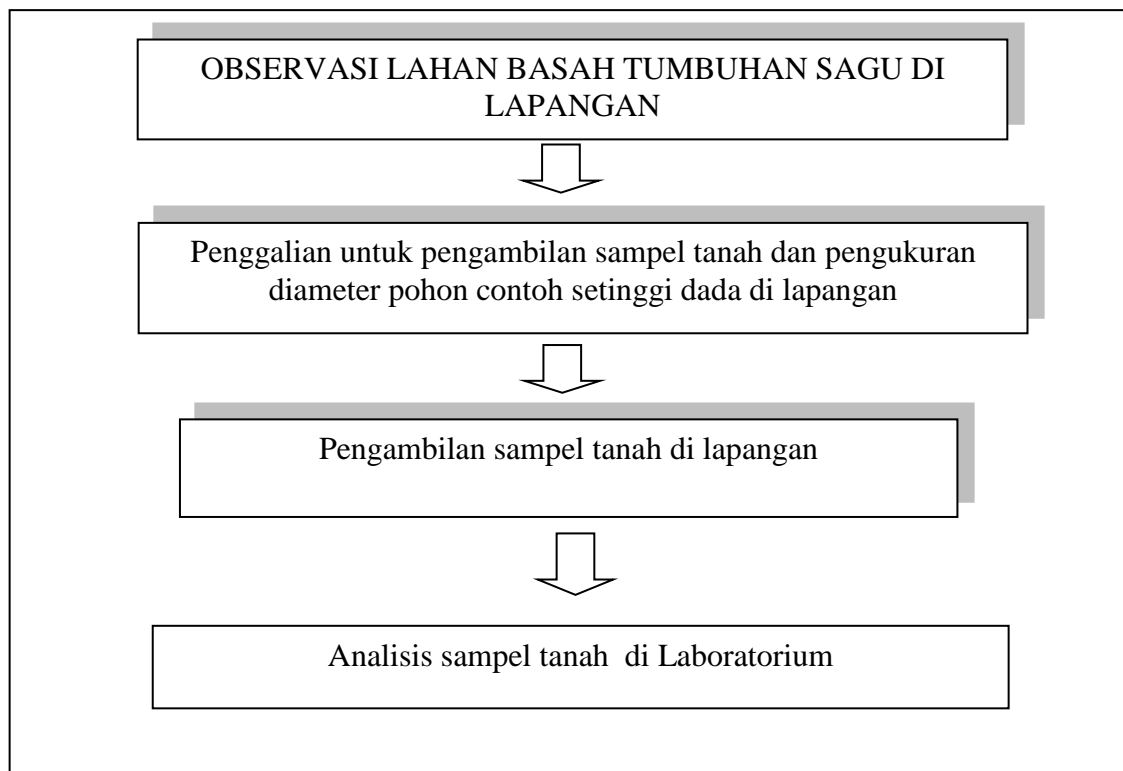 OBSERVASI LAHAN BASAH TUMBUHAN SAGU DI
LAPANGAN
Penggalian untuk pengambilan sampel tanah dan pengukuran
diameter pohon contoh setinggi dada di lapangan
Pengambilan sampel tanah di lapangan
Analisis sampel tanah di Laboratorium